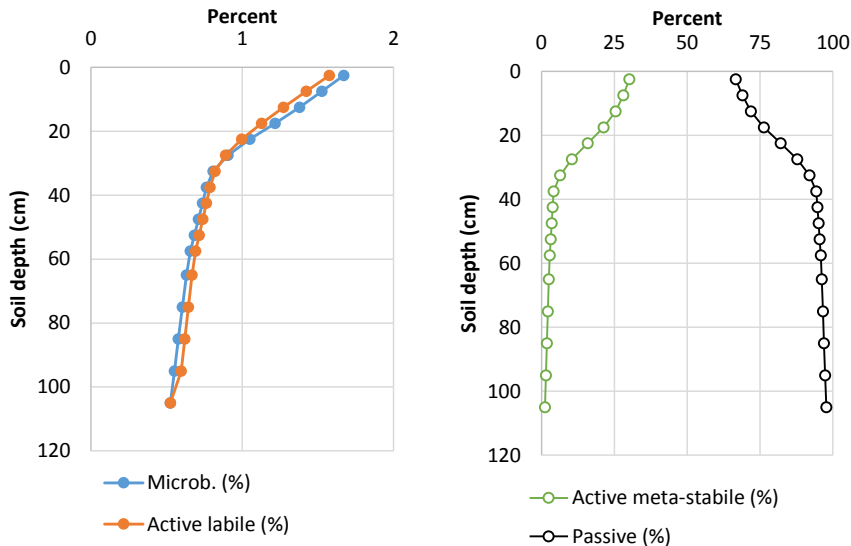 Percent
0 1 2
0
20
40
60
80
100
120
Soil depth (cm)
Microb. (%)
Active labile (%)
Percent
0 25 50 75 100
0
20
40
60
80
100
120
Soil depth (cm)
Active meta-stabile (%)
Passive (%)